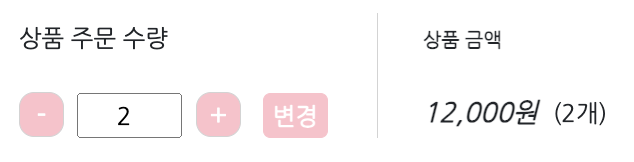 상품 주문 수량
상품 금액
- 2 + 변경
12,000원 (2개)